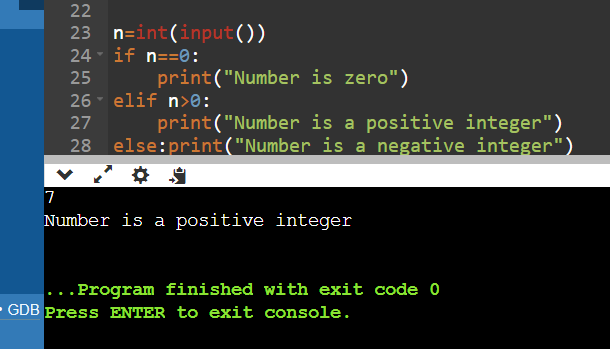 22
23 n=int(input())
24 if n==0:
25     print("Number is zero")
26 elif n>0:
27     print("Number is a positive integer")
28 else:print("Number is a negative integer")
7
Number is a positive integer
...Program finished with exit code 0
• GDB
Press ENTER to exit console.